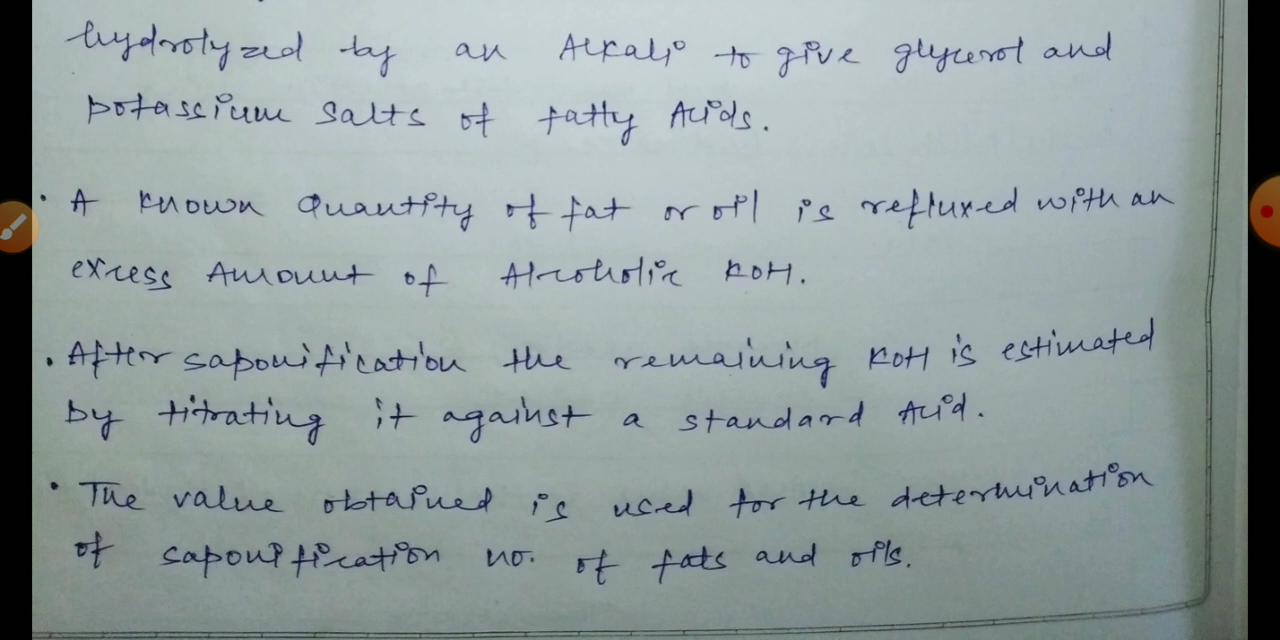 hydrolyzed by an Alkali to give glycerol and
potassium salts of fatty Acids.
• A known Quantity of fat or oil is refluxed with an
excess Amount of Alcoholic KOH.
• After saponification the remaining KOH is estimated
by titrating it against a standard Acid.
• The value obtained is used for the determination
of saponification no. of fats and oils.